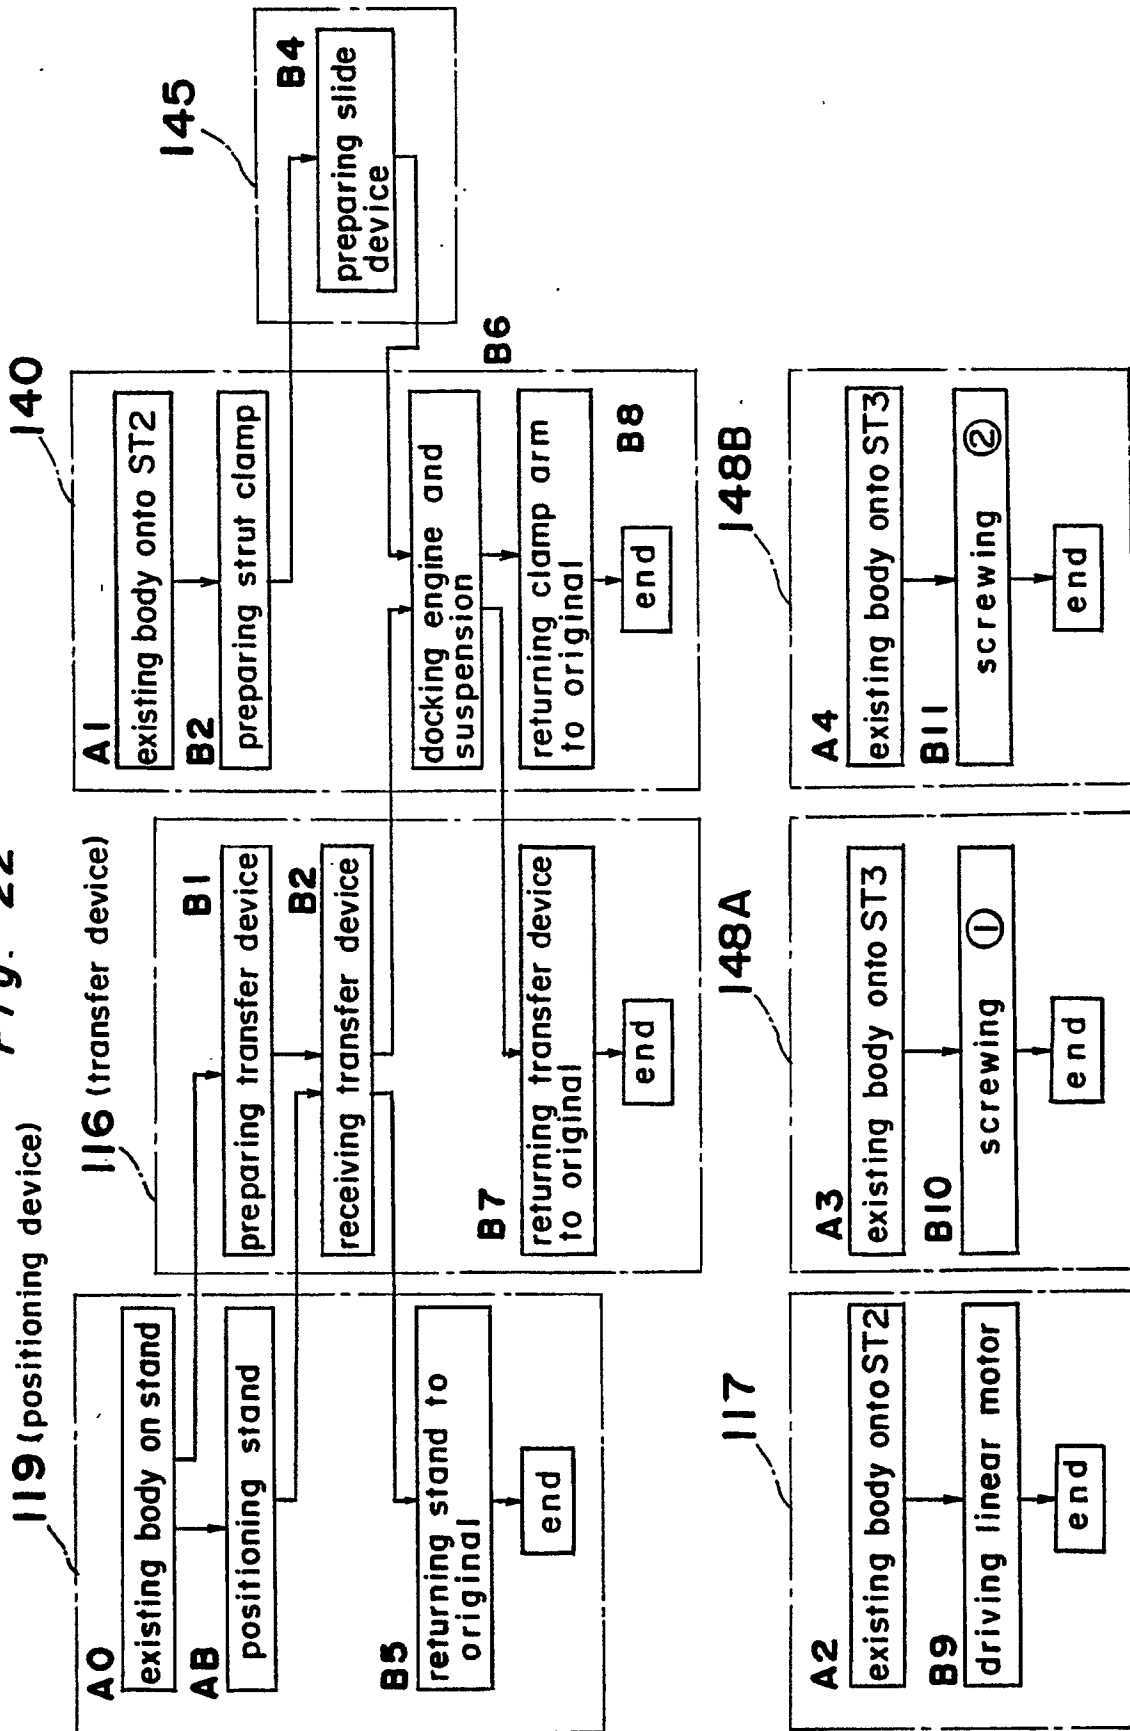 Fig. 22
119 (positioning device)
A0
existing body on stand
AB
positioning stand
B5
returning stand to
original
end
116 (transfer device)
B1
preparing transfer device
B2
receiving transfer device
B7
returning transfer device
to original
end
140
A1
existing body onto ST2
B2
preparing strut clamp
B6
docking engine and
suspension
returning clamp arm
to original
B8
end
145
B4
preparing slide
device
117
A2
existing body onto ST2
B9
driving linear motor
end
148A
A3
existing body onto ST3
B10
screwing ①
end
148B
A4
existing body onto ST3
B11
screwing ②
end